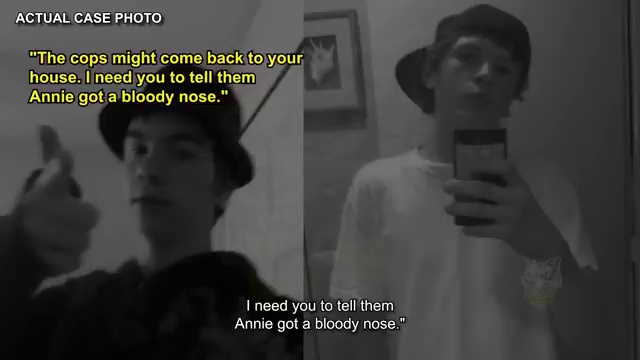 ACTUAL CASE PHOTO
"The cops might come back to your
house. I need you to tell them
Annie got a bloody nose."
I need you to tell them
Annie got a bloody nose."